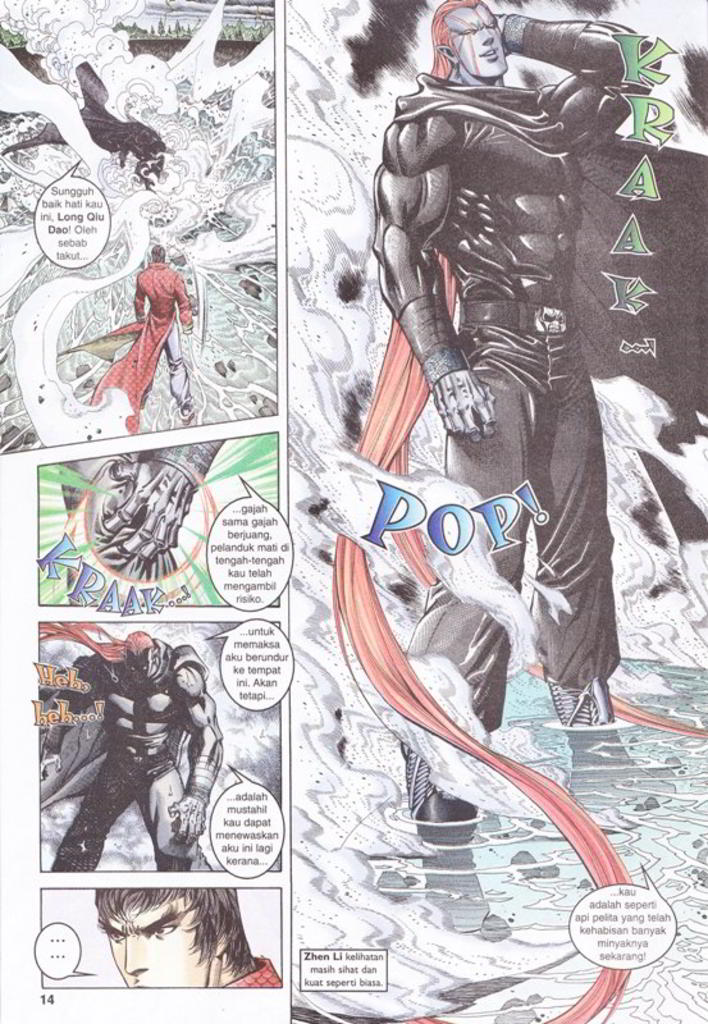 Sungguh
baik hati kau
ini, Long Qiu
Dao! Oleh
sebab
takut...
...gajah
sama gajah
berjuang,
pelanduk mati di
tengah-tengah
kau telah
mengambil
risiko.
KRAAK...!
...untuk
memaksa
aku berundur
ke tempat
ini. Akan
tetapi...
Heh..
heh...!
...adalah
mustahil
kau dapat
menewaskan
aku ini lagi
kerana...
...
...
14
KRAAK...!
POP!
...kau
adalah seperti
api pelita yang telah
kehabisan banyak
minyaknya
sekarang!
Zhen Li kelihatan
masih sihat dan
kuat seperti biasa.